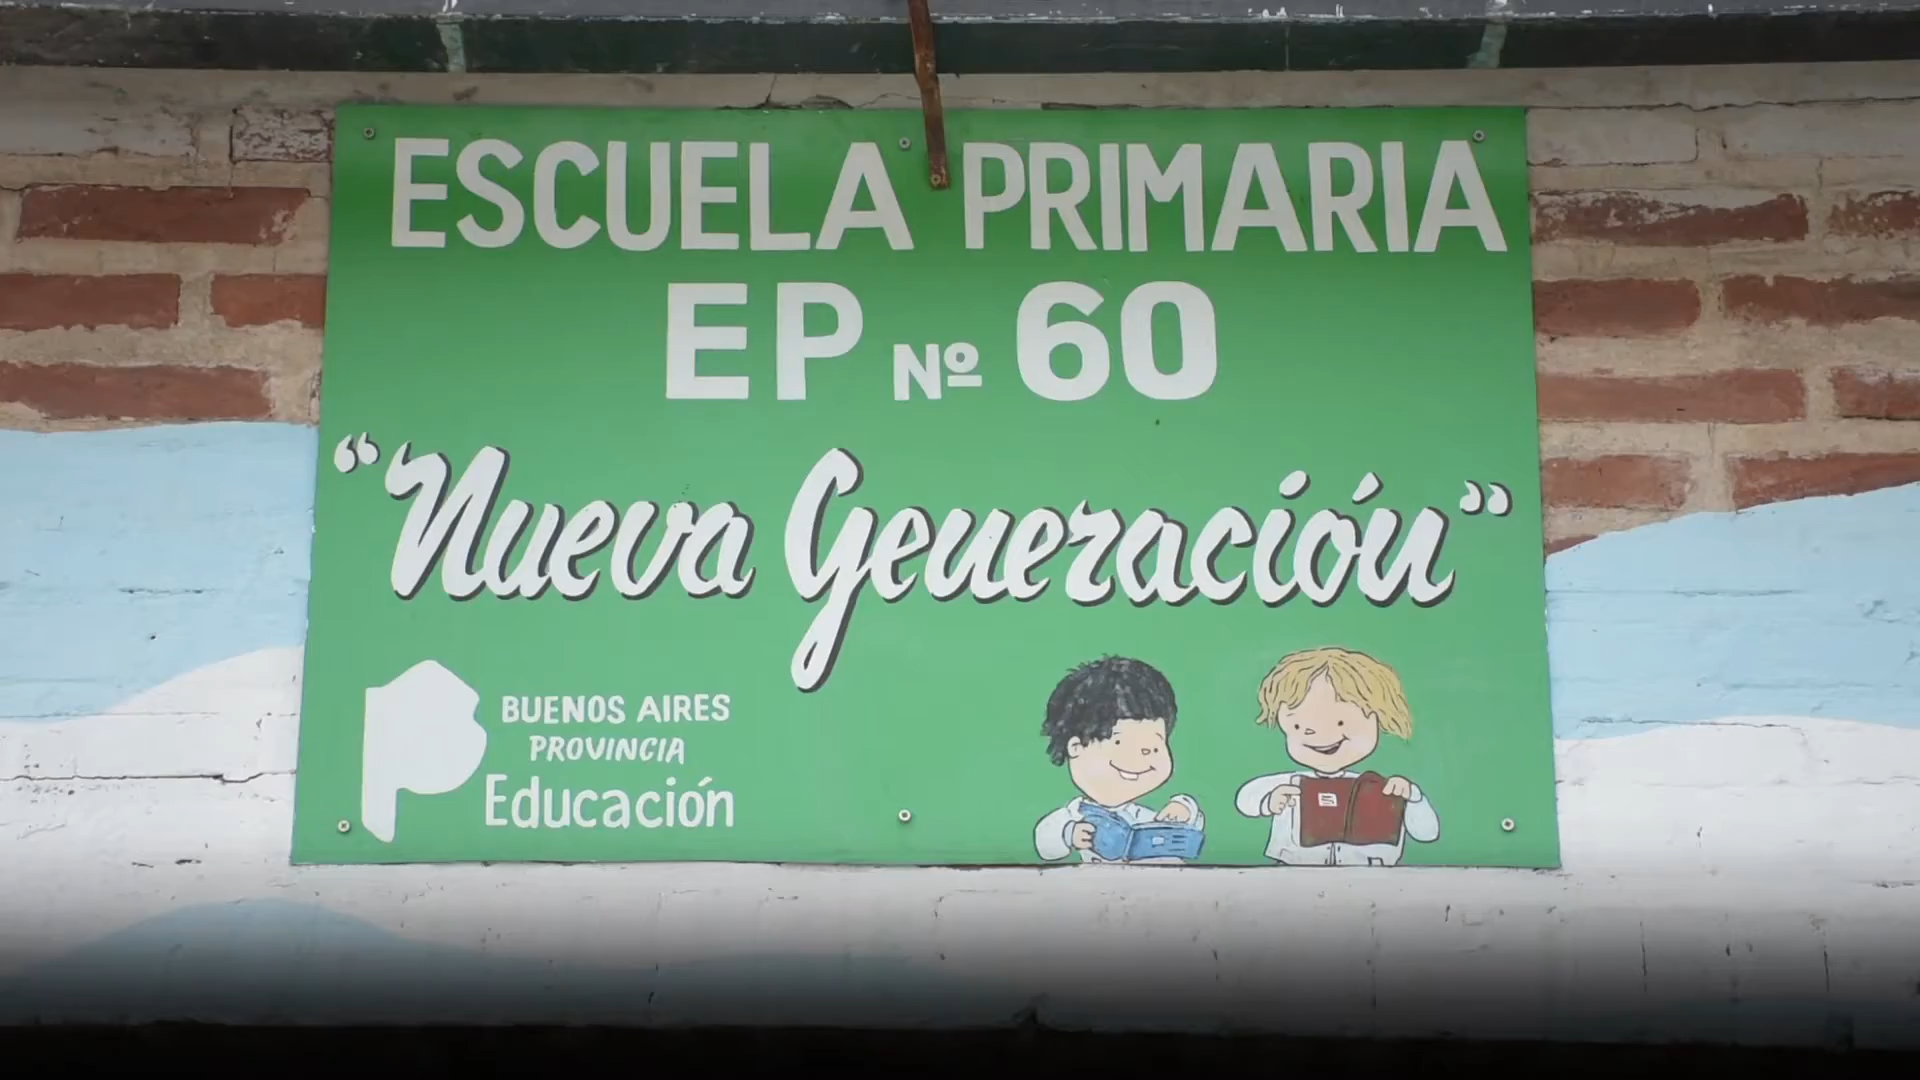 ESCUELA PRIMARIA
EP Nº 60
“Nueva Generación”
BUENOS AIRES
PROVINCIA
Educación